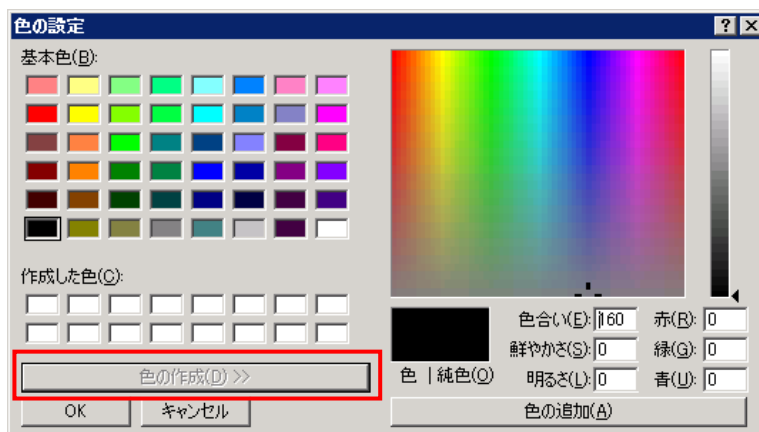 色の設定
基本色(B):
作成した色(C):
色の作成(D) >>
OK
キャンセル
色 | 純色(O)
色合い(E): 160
鮮やかさ(S): 0
明るさ(L): 0
赤(R): 0
緑(G): 0
青(U): 0
色の追加(A)